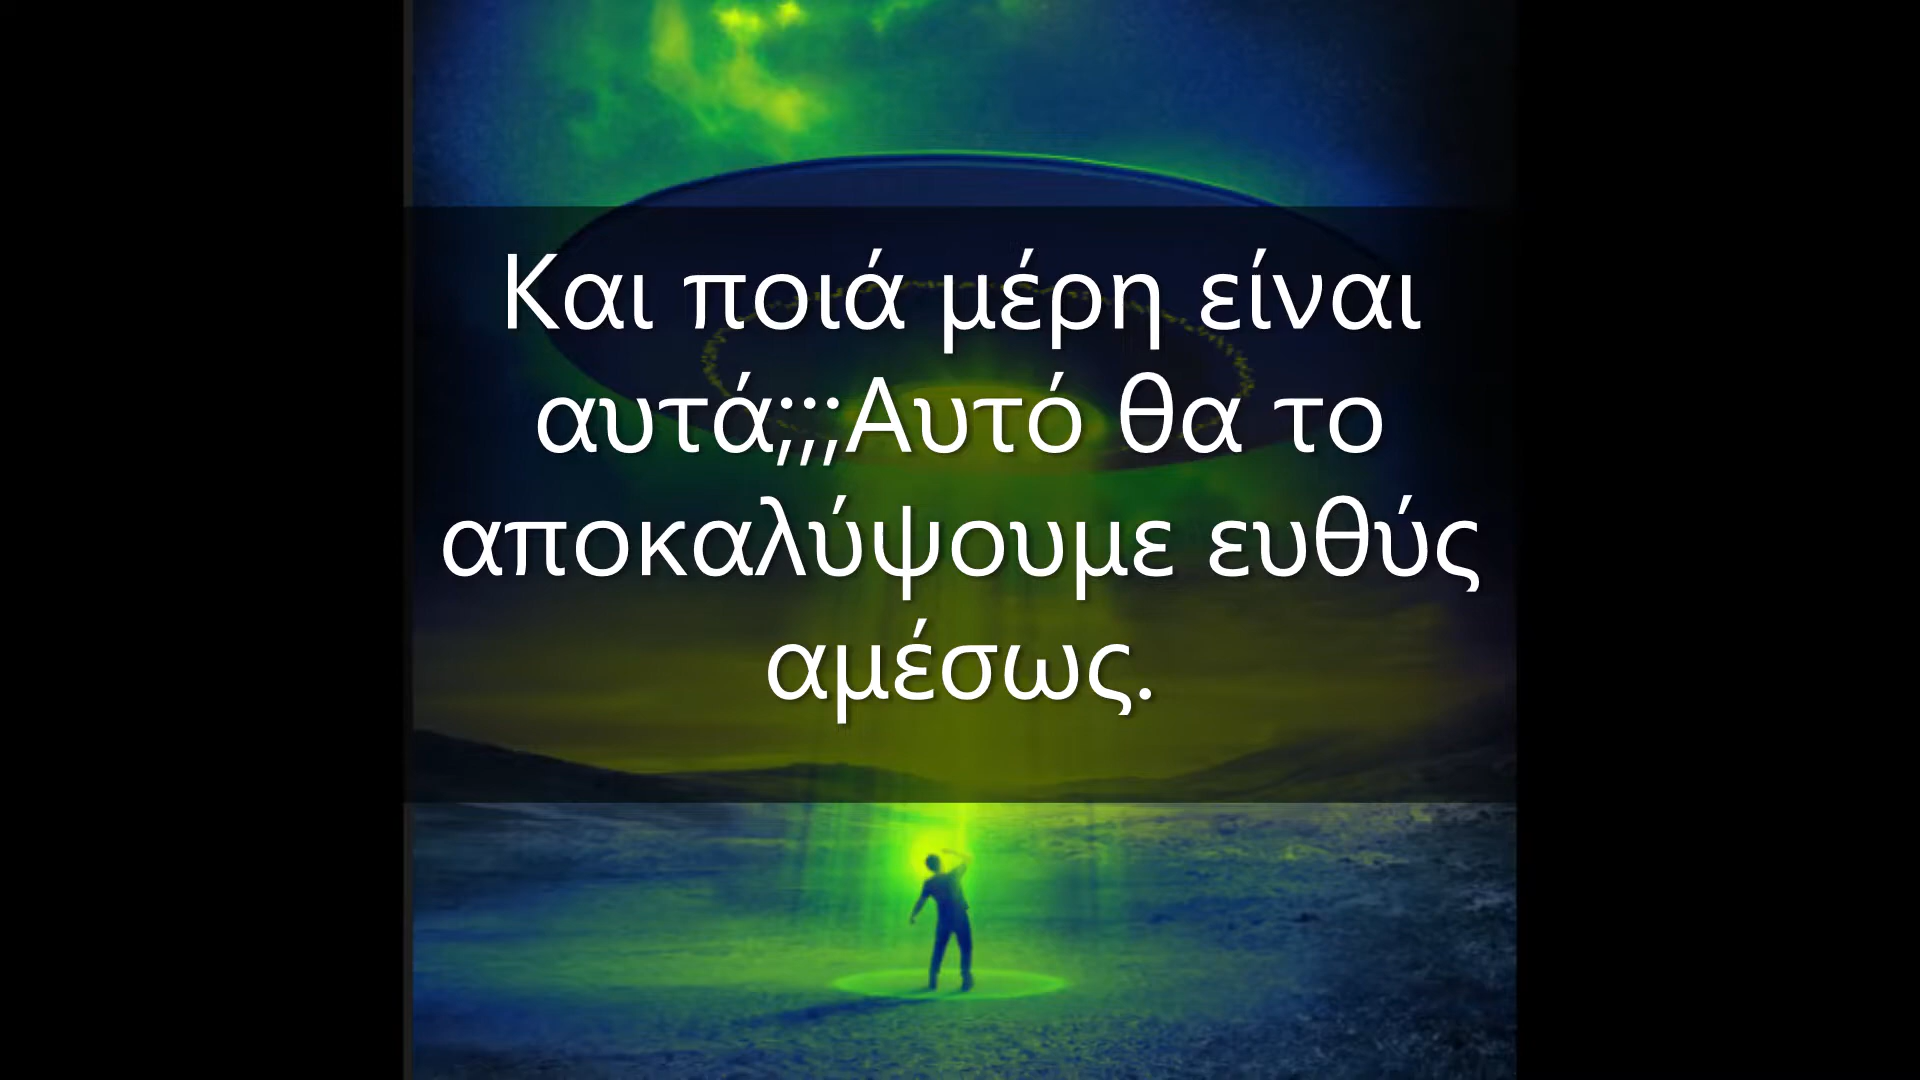 Και ποιά μέρη είναι
αυτά;;;Αυτό θα το
αποκαλύψουμε ευθύς
αμέσως.